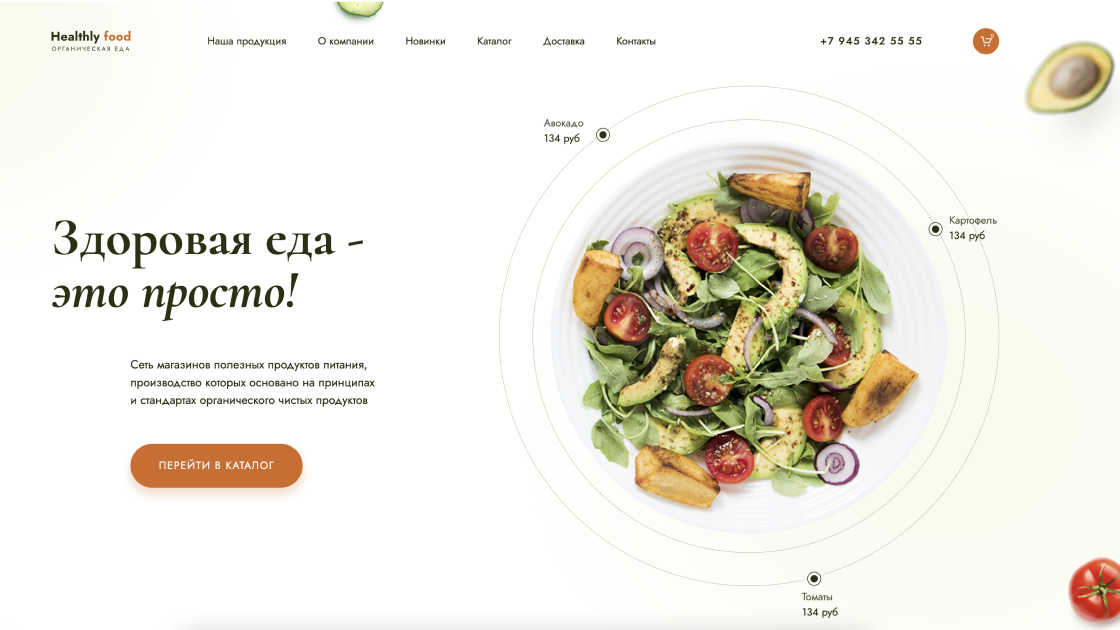 Healthly food
ОРГАНИЧЕСКАЯ ЕДА
Наша продукция
О компании
Новинки
Каталог
Доставка
Контакты
+7 945 342 55 55
Авокадо
134 руб
Картофель
134 руб
Здоровая еда -
это просто!
Сеть магазинов полезных продуктов питания,
производство которых основано на принципах
и стандартах органического чистых продуктов
ПЕРЕЙТИ В КАТАЛОГ
Томаты
134 руб